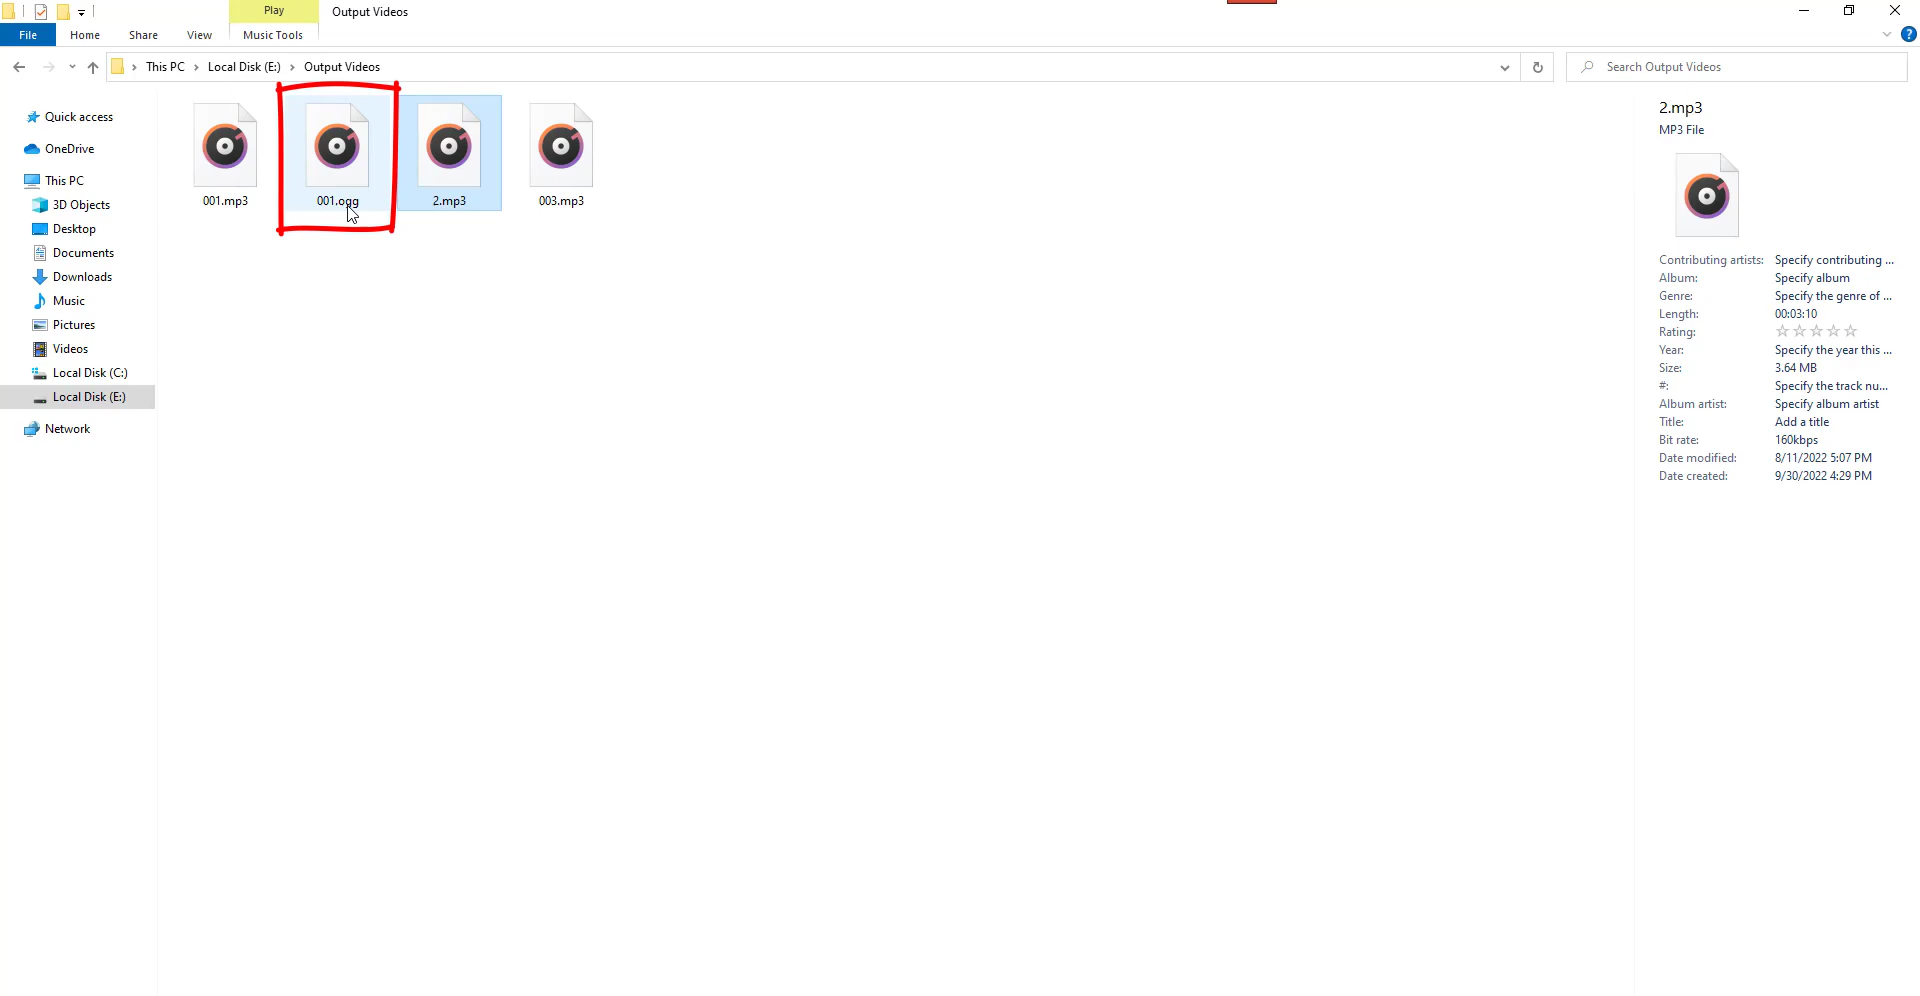 Play
Output Videos
File
Home
Share
View
Music Tools
This PC
Local Disk (E:)
Output Videos
Search Output Videos
Quick access
OneDrive
This PC
3D Objects
Desktop
Documents
Downloads
Music
Pictures
Videos
Local Disk (C:)
Local Disk (E:)
Network
001.mp3
001.ogg
2.mp3
003.mp3
2.mp3
MP3 File
Contributing artists: Specify contributing ...
Album: Specify album
Genre: Specify the genre of ...
Length: 00:03:10
Rating:
Year: Specify the year this ...
Size: 3.64 MB
#: Specify the track nu...
Album artist: Specify album artist
Title: Add a title
Bit rate: 160kbps
Date modified: 8/11/2022 5:07 PM
Date created: 9/30/2022 4:29 PM